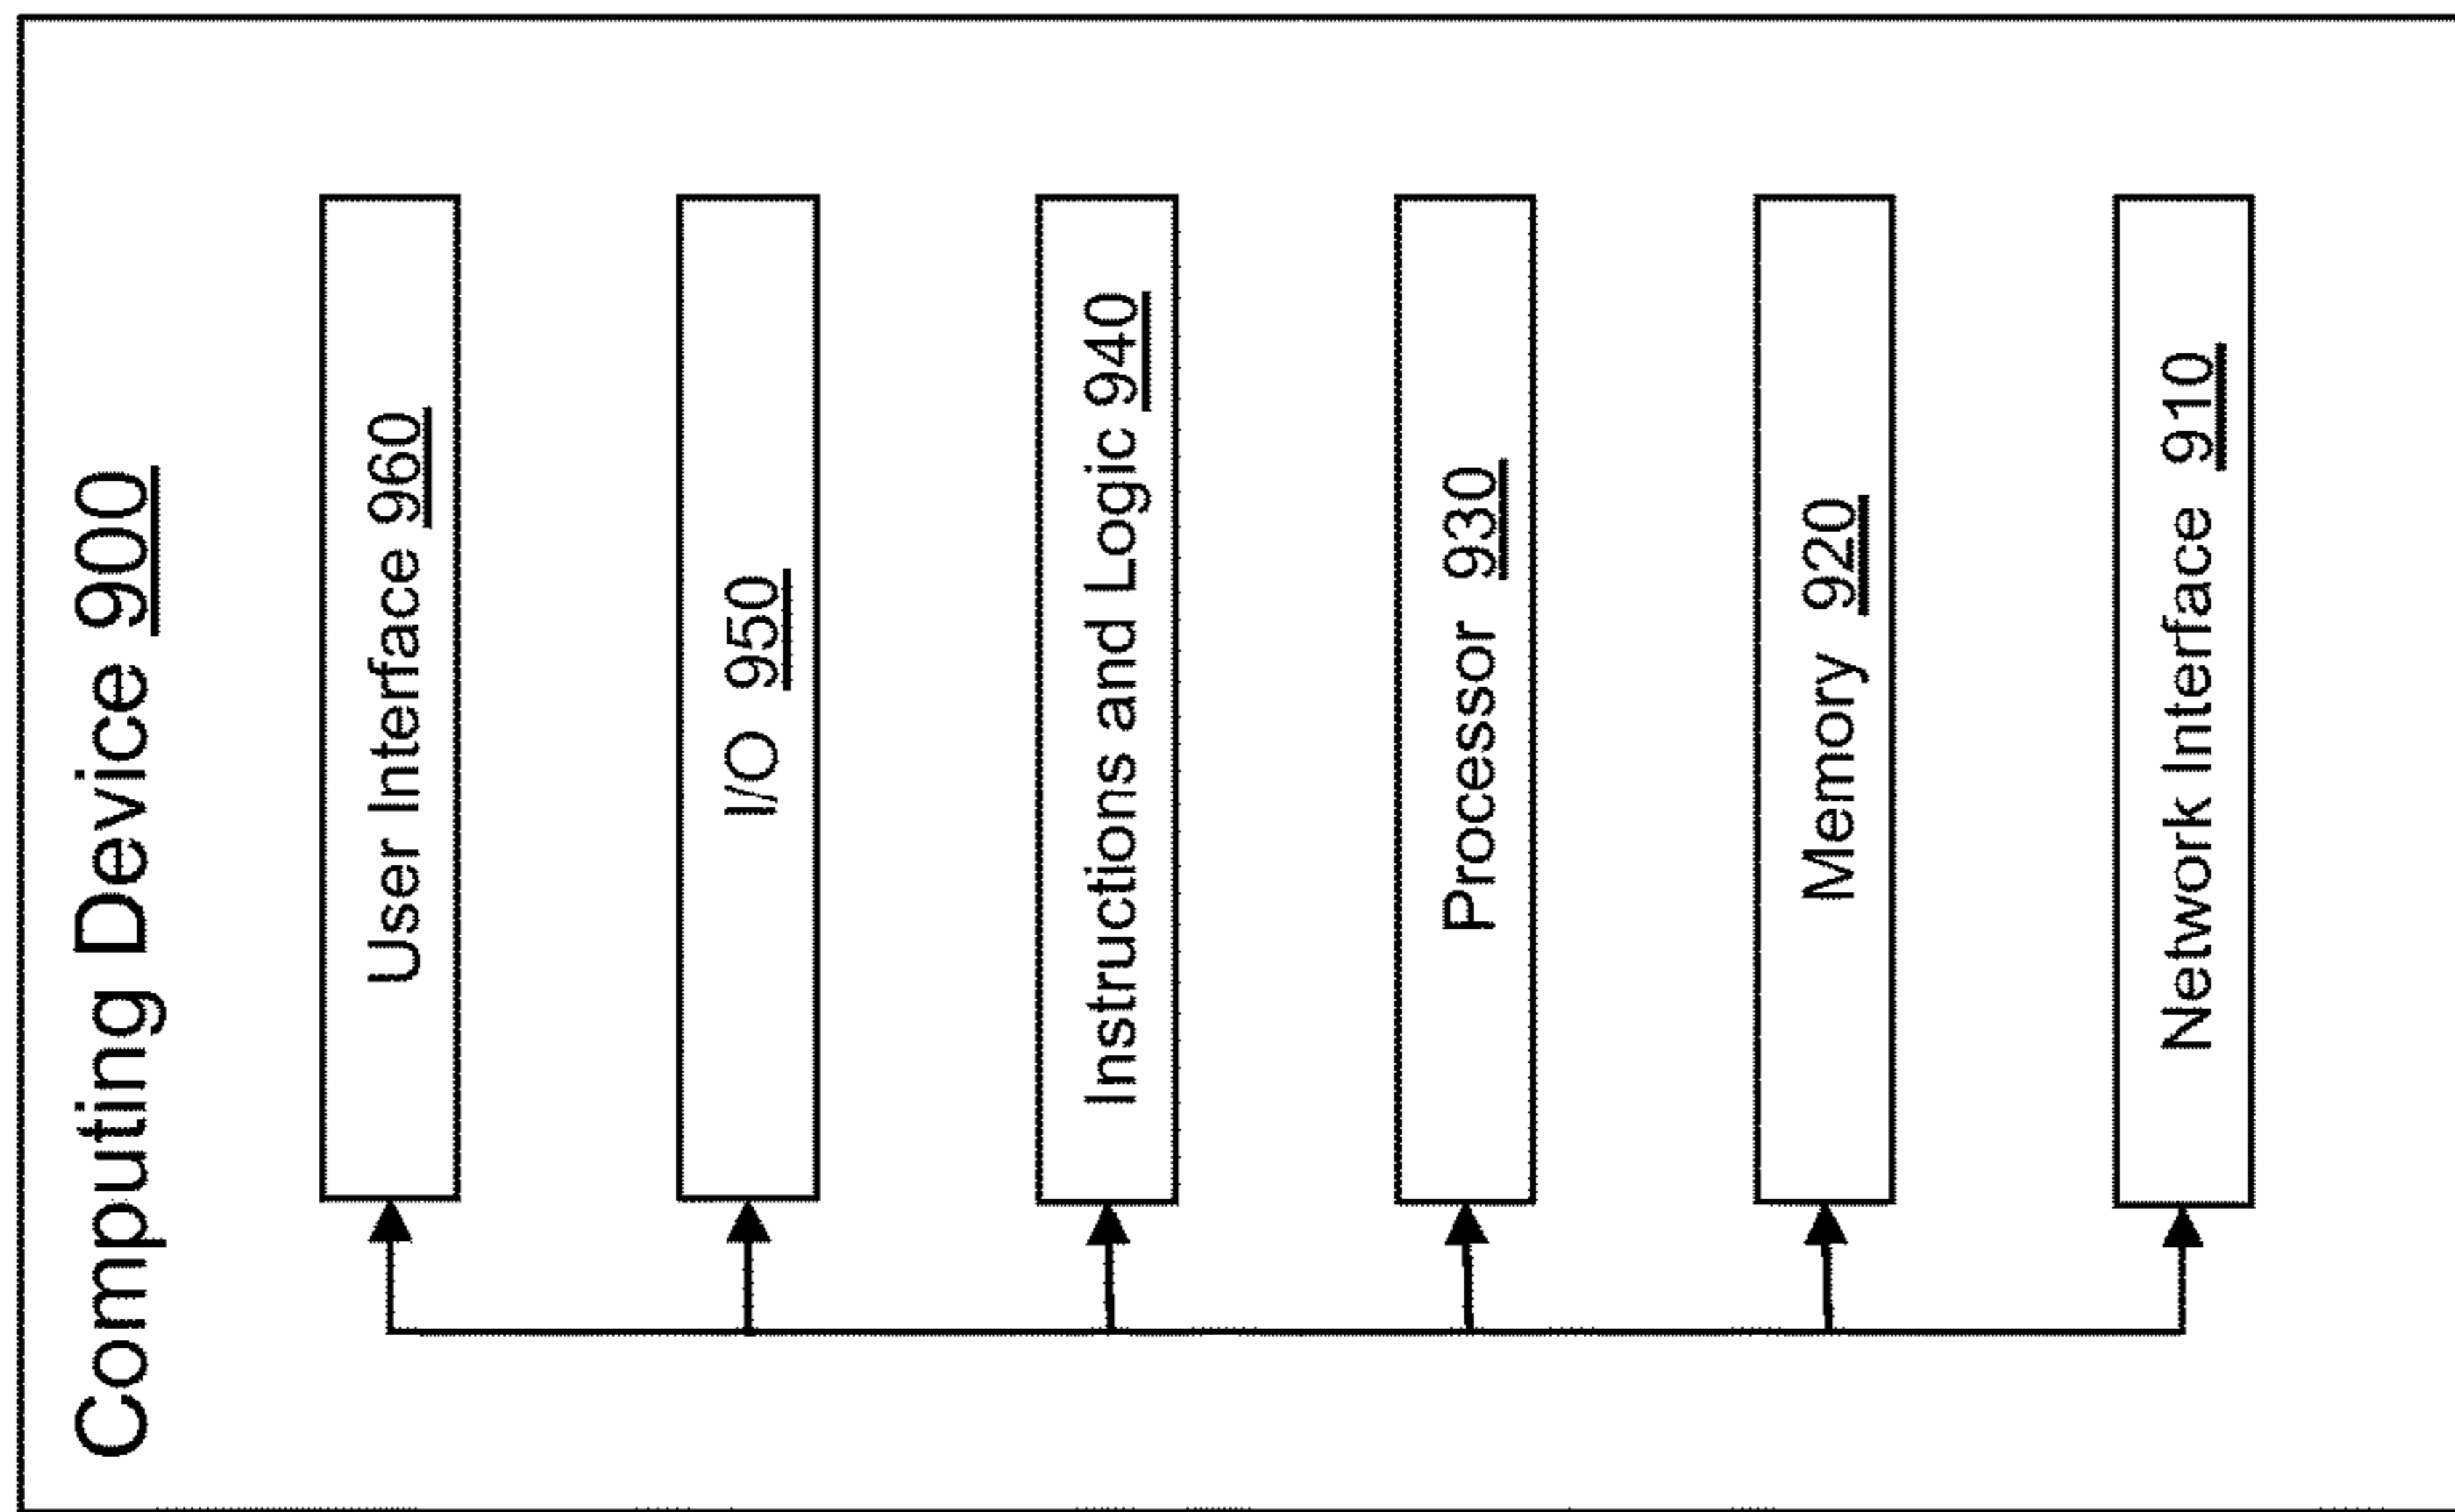 Computing Device 900
User Interface 960
I/O 950
Instructions and Logic 940
Processor 930
Memory 920
Network Interface 910